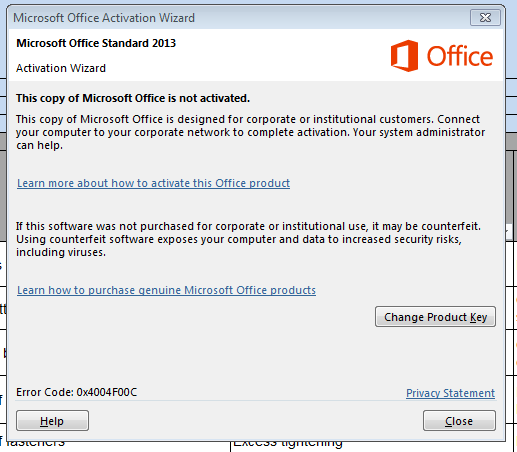 Microsoft Office Activation Wizard
Microsoft Office Standard 2013
Activation Wizard
Office
This copy of Microsoft Office is not activated.
This copy of Microsoft Office is designed for corporate or institutional customers. Connect
your computer to your corporate network to complete activation. Your system administrator
can help.
Learn more about how to activate this Office product
If this software was not purchased for corporate or institutional use, it may be counterfeit.
Using counterfeit software exposes your computer and data to increased security risks,
including viruses.
Learn how to purchase genuine Microsoft Office products
Change Product Key
Error Code: 0x4004F00C
Privacy Statement
Help
Close
of fasteners
Excess tightening